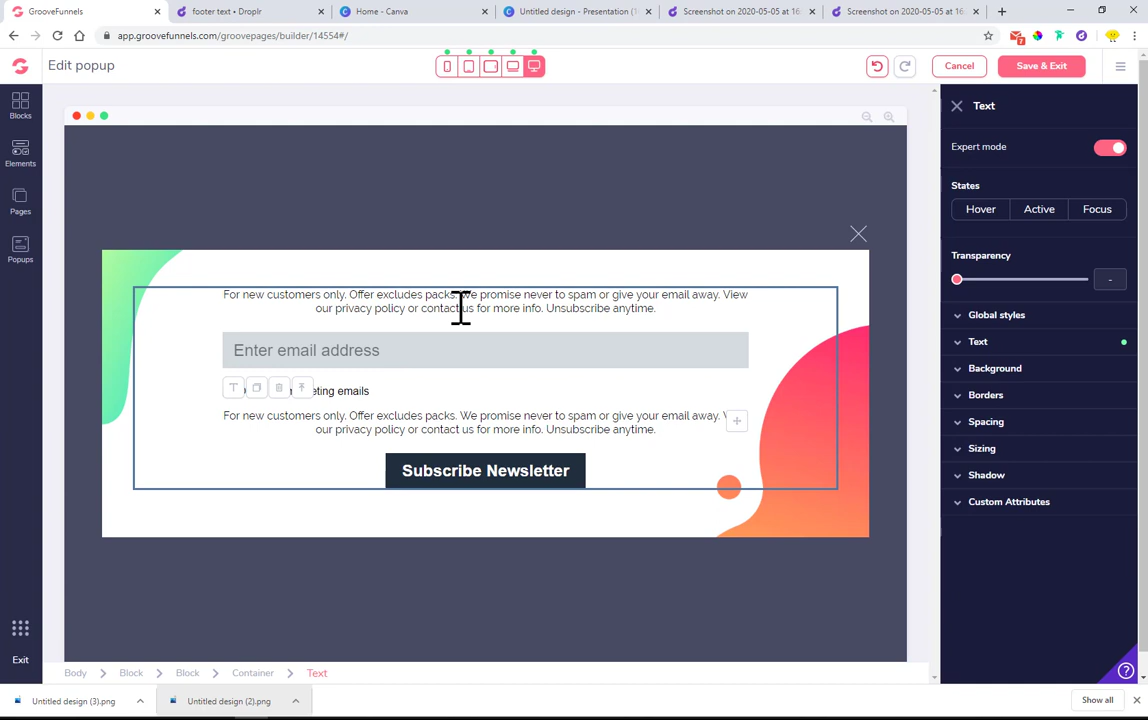 GrooveFunnels
footer text • Droplr
Home - Canva
Untitled design - Presentation (1
Screenshot on 2020-05-05 at 16:
Screenshot on 2020-05-05 at 16:
app.groovefunnels.com/groovepages/builder/14554#/
7
Edit popup
Cancel
Save & Exit
Blocks
Elements
Pages
Popups
Exit
For new customers only. Offer excludes packs. We promise never to spam or give your email away. View
our privacy policy or contact us for more info. Unsubscribe anytime.
Enter email address
eting emails
For new customers only. Offer excludes packs. We promise never to spam or give your email away.
our privacy policy or contact us for more info. Unsubscribe anytime.
Subscribe Newsletter
Text
Expert mode
States
Hover Active Focus
Transparency
-
Global styles
Text
Background
Borders
Spacing
Sizing
Shadow
Custom Attributes
Body Block Block Container Text
Untitled design (3).png
Untitled design (2).png
Show all